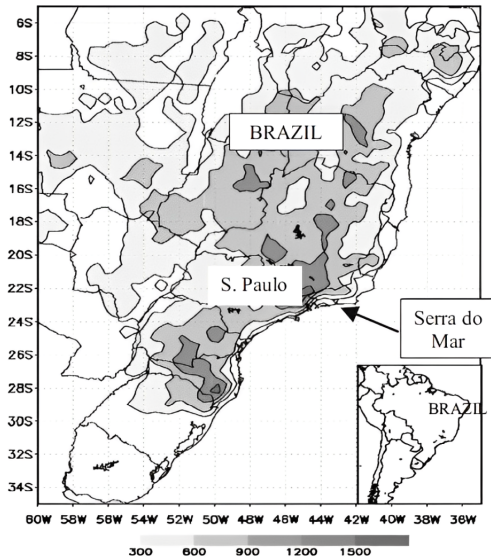 6S
8S
10S
12S
14S
16S
18S
20S
22S
24S
26S
28S
30S
32S
34S
BRAZIL
S. Paulo
Serra do
Mar
BRAZIL
60W 58W 56W 54W 52W 50W 48W 46W 44W 42W 40W 38W 36W
300 600 900 1200 1500